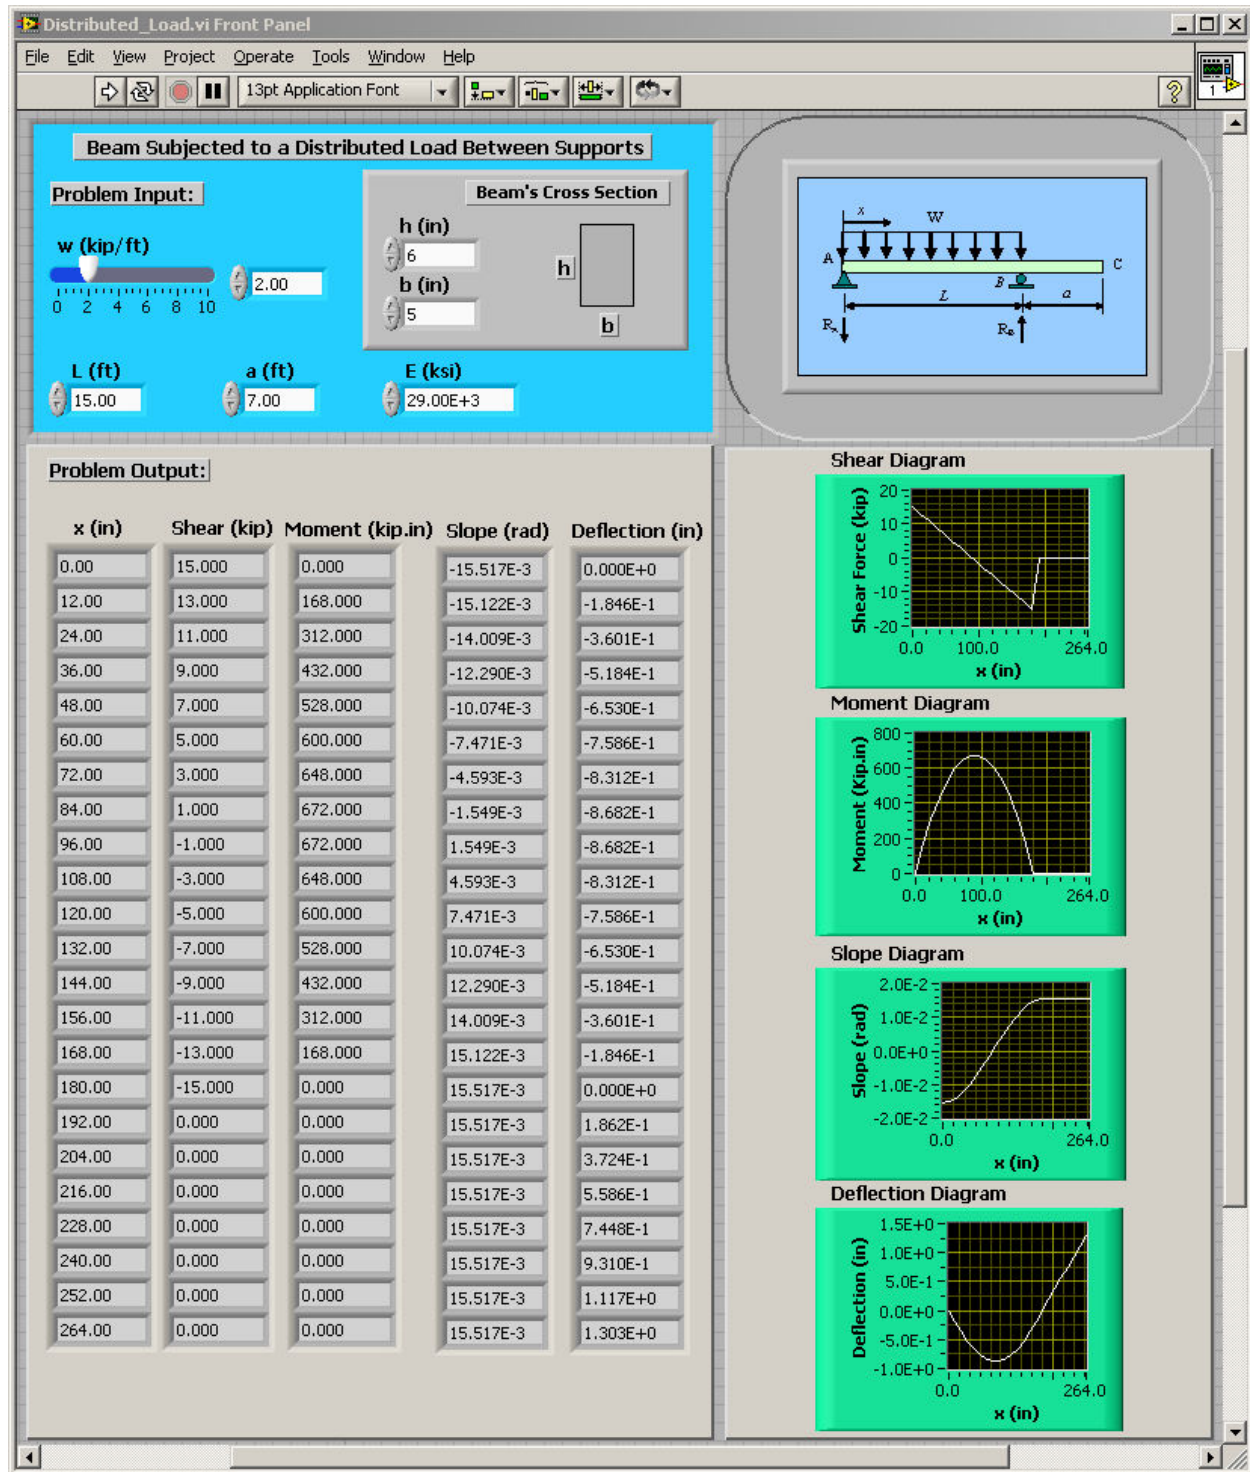 Distributed_Load.vi Front Panel
File Edit View Project Operate Tools Window Help
13pt Application Font
1
Beam Subjected to a Distributed Load Between Supports
Problem Input:
Beam's Cross Section
w (kip/ft)
2.00
0 2 4 6 8 10
h (in)
6
b (in)
5
h
b
L (ft) a (ft) E (ksi)
15.00 7.00 29.00E+3
x W
A B C
L a
Problem Output:
x (in) Shear (kip) Moment (kip.in) Slope (rad) Deflection (in)
0.00 15.000 0.000 -15.517E-3 0.000E+0
12.00 13.000 168.000 -15.122E-3 -1.846E-1
24.00 11.000 312.000 -14.009E-3 -3.601E-1
36.00 9.000 432.000 -12.290E-3 -5.184E-1
48.00 7.000 528.000 -10.074E-3 -6.530E-1
60.00 5.000 600.000 -7.471E-3 -7.586E-1
72.00 3.000 648.000 -4.593E-3 -8.312E-1
84.00 1.000 672.000 -1.549E-3 -8.682E-1
96.00 -1.000 672.000 1.549E-3 -8.682E-1
108.00 -3.000 648.000 4.593E-3 -8.312E-1
120.00 -5.000 600.000 7.471E-3 -7.586E-1
132.00 -7.000 528.000 10.074E-3 -6.530E-1
144.00 -9.000 432.000 12.290E-3 -5.184E-1
156.00 -11.000 312.000 14.009E-3 -3.601E-1
168.00 -13.000 168.000 15.122E-3 -1.846E-1
180.00 -15.000 0.000 15.517E-3 0.000E+0
192.00 0.000 0.000 15.517E-3 1.862E-1
204.00 0.000 0.000 15.517E-3 3.724E-1
216.00 0.000 0.000 15.517E-3 5.586E-1
228.00 0.000 0.000 15.517E-3 7.448E-1
240.00 0.000 0.000 15.517E-3 9.310E-1
252.00 0.000 0.000 15.517E-3 1.117E+0
264.00 0.000 0.000 15.517E-3 1.303E+0
Shear Diagram
Shear Force (kip)
20
10
0
-10
-20
0.0 100.0 264.0
x (in)
Moment Diagram
Moment (Kip.in)
800
600
400
200
0
0.0 100.0 264.0
x (in)
Slope Diagram
Slope (rad)
2.0E-2
1.0E-2
0.0E+0
-1.0E-2
-2.0E-2
0.0 264.0
x (in)
Deflection Diagram
Deflection (in)
1.5E+0
1.0E+0
5.0E-1
0.0E+0
-5.0E-1
-1.0E+0
0.0 264.0
x (in)